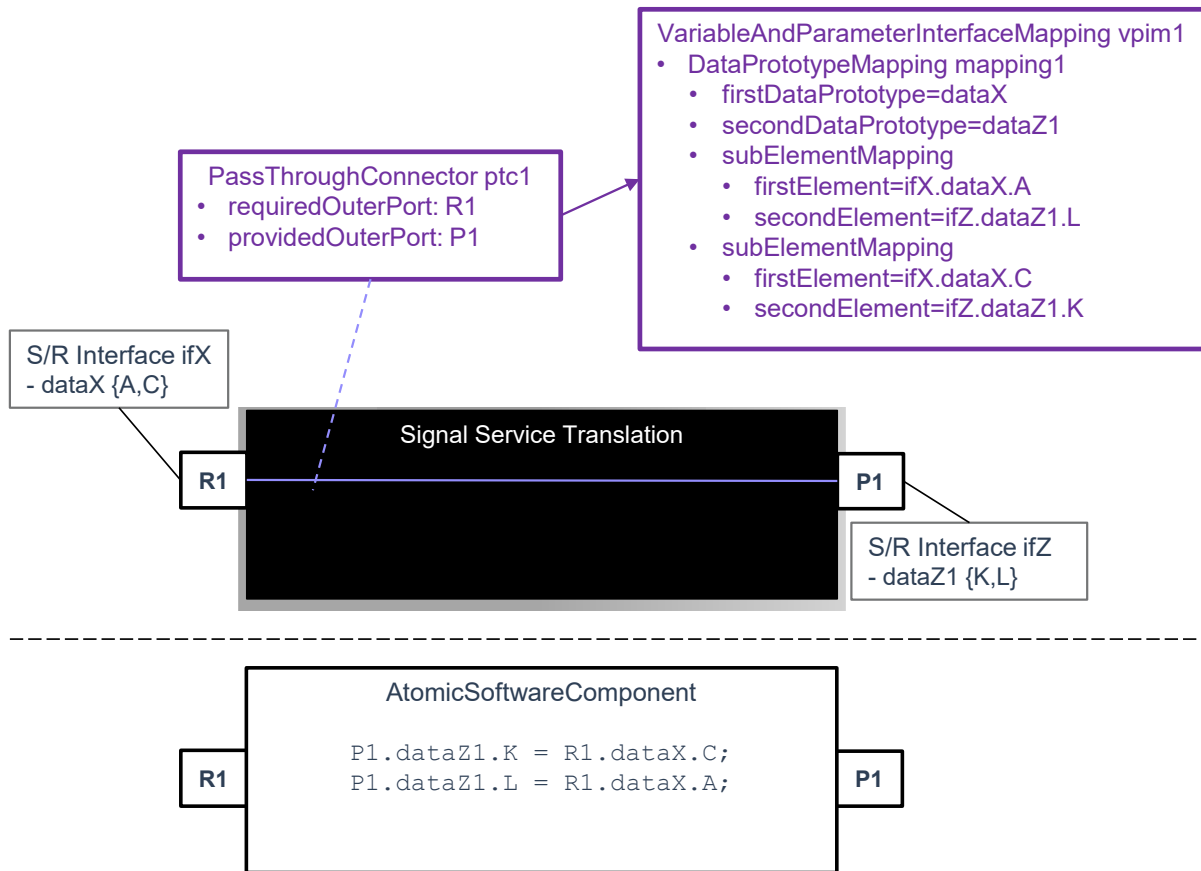 VariableAndParameterInterfaceMapping vpim1
• DataPrototypeMapping mapping1
• firstDataPrototype=dataX
• secondDataPrototype=dataZ1
• subElementMapping
• firstElement=ifX.dataX.A
• secondElement=ifZ.dataZ1.L
• subElementMapping
• firstElement=ifX.dataX.C
• secondElement=ifZ.dataZ1.K
PassThroughConnector ptc1
• requiredOuterPort: R1
• providedOuterPort: P1
S/R Interface ifX
- dataX {A,C}
Signal Service Translation
R1
P1
S/R Interface ifZ
- dataZ1 {K,L}
AtomicSoftwareComponent
P1.dataZ1.K = R1.dataX.C;
P1.dataZ1.L = R1.dataX.A;
R1
P1